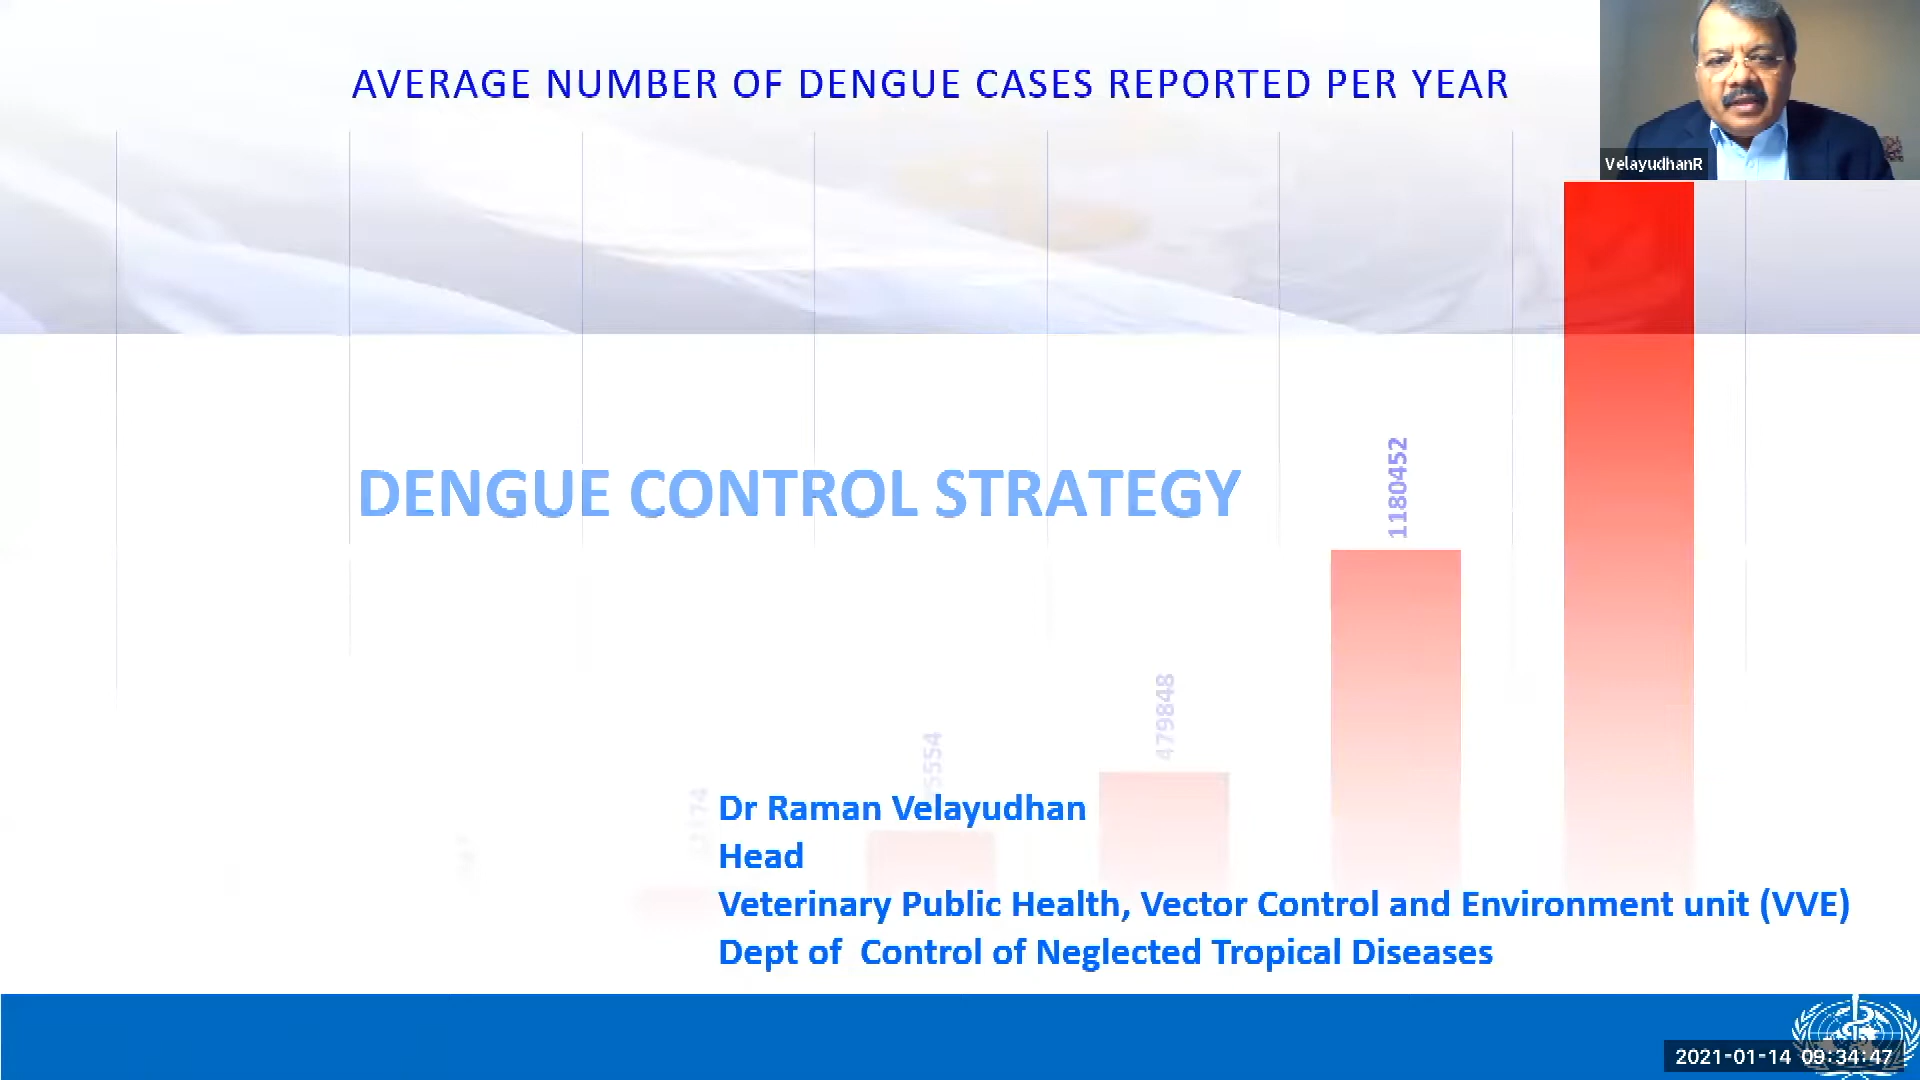 AVERAGE NUMBER OF DENGUE CASES REPORTED PER YEAR
VelayudhanR
1180452
DENGUE CONTROL STRATEGY
479848
Dr Raman Velayudhan
Head
Veterinary Public Health, Vector Control and Environment unit (VVE)
Dept of Control of Neglected Tropical Diseases
2021-01-14 09:34:47